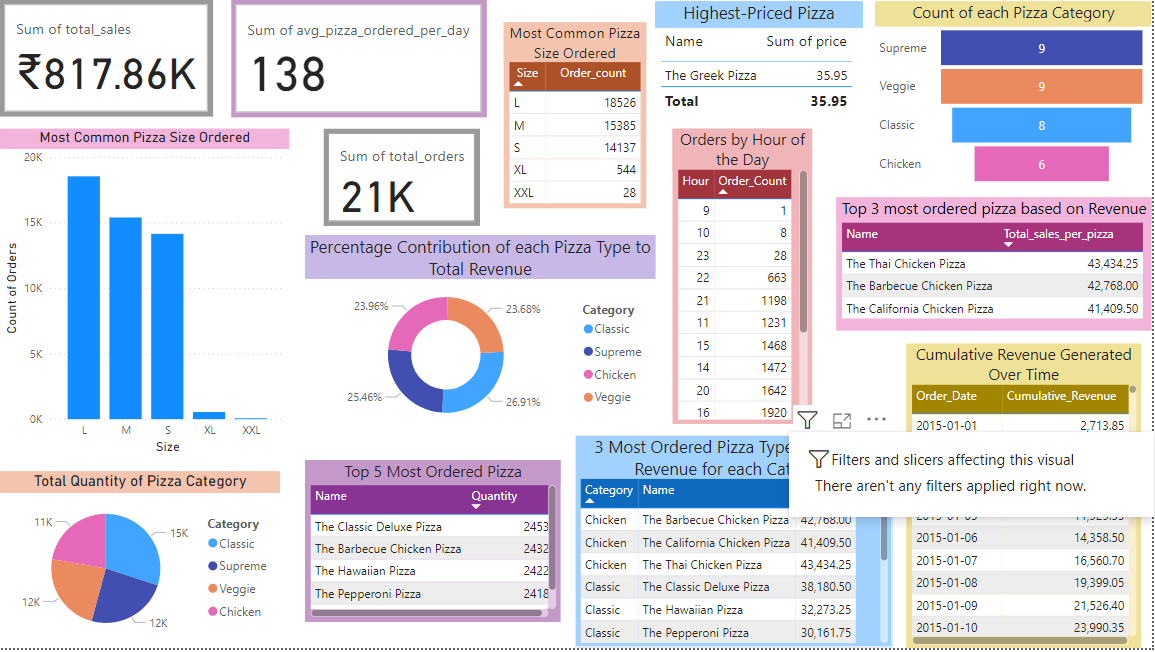 Sum of total_sales
₹817.86K
Sum of avg_pizza_ordered_per_day
138
Most Common Pizza
Size Ordered
Size Order_count
L 18526
M 15385
S 14137
XL 544
XXL 28
Highest-Priced Pizza
Name Sum of price
The Greek Pizza 35.95
Total 35.95
Count of each Pizza Category
Supreme 9
Veggie 9
Classic 8
Chicken 6
Most Common Pizza Size Ordered
Count of Orders
20K
15K
10K
5K
0K
L M S XL XXL
Size
Sum of total_orders
21K
Orders by Hour of
the Day
Hour Order_Count
9 1
10 8
23 28
22 663
21 1198
11 1231
15 1468
14 1472
20 1642
16 1920
Top 3 most ordered pizza based on Revenue
Name Total_sales_per_pizza
The Thai Chicken Pizza 43,434.25
The Barbecue Chicken Pizza 42,768.00
The California Chicken Pizza 41,409.50
Percentage Contribution of each Pizza Type to
Total Revenue
23.96%
23.68%
25.46%
26.91%
Category
Classic
Supreme
Chicken
Veggie
Cumulative Revenue Generated
Over Time
Order_Date Cumulative_Revenue
2015-01-01 2,713.85
Filters and slicers affecting this visual
There aren't any filters applied right now.
2015-01-06 14,358.50
2015-01-07 16,560.70
2015-01-08 19,399.05
2015-01-09 21,526.40
2015-01-10 23,990.35
Total Quantity of Pizza Category
11K
15K
12K
12K
Category
Classic
Supreme
Veggie
Chicken
Top 5 Most Ordered Pizza
Name Quantity
The Classic Deluxe Pizza 2453
The Barbecue Chicken Pizza 2432
The Hawaiian Pizza 2422
The Pepperoni Pizza 2418
3 Most Ordered Pizza Type
Revenue for each Cat
Category Name
Chicken The Barbecue Chicken Pizza 42,768.00
Chicken The California Chicken Pizza 41,409.50
Chicken The Thai Chicken Pizza 43,434.25
Classic The Classic Deluxe Pizza 38,180.50
Classic The Hawaiian Pizza 32,273.25
Classic The Pepperoni Pizza 30,161.75